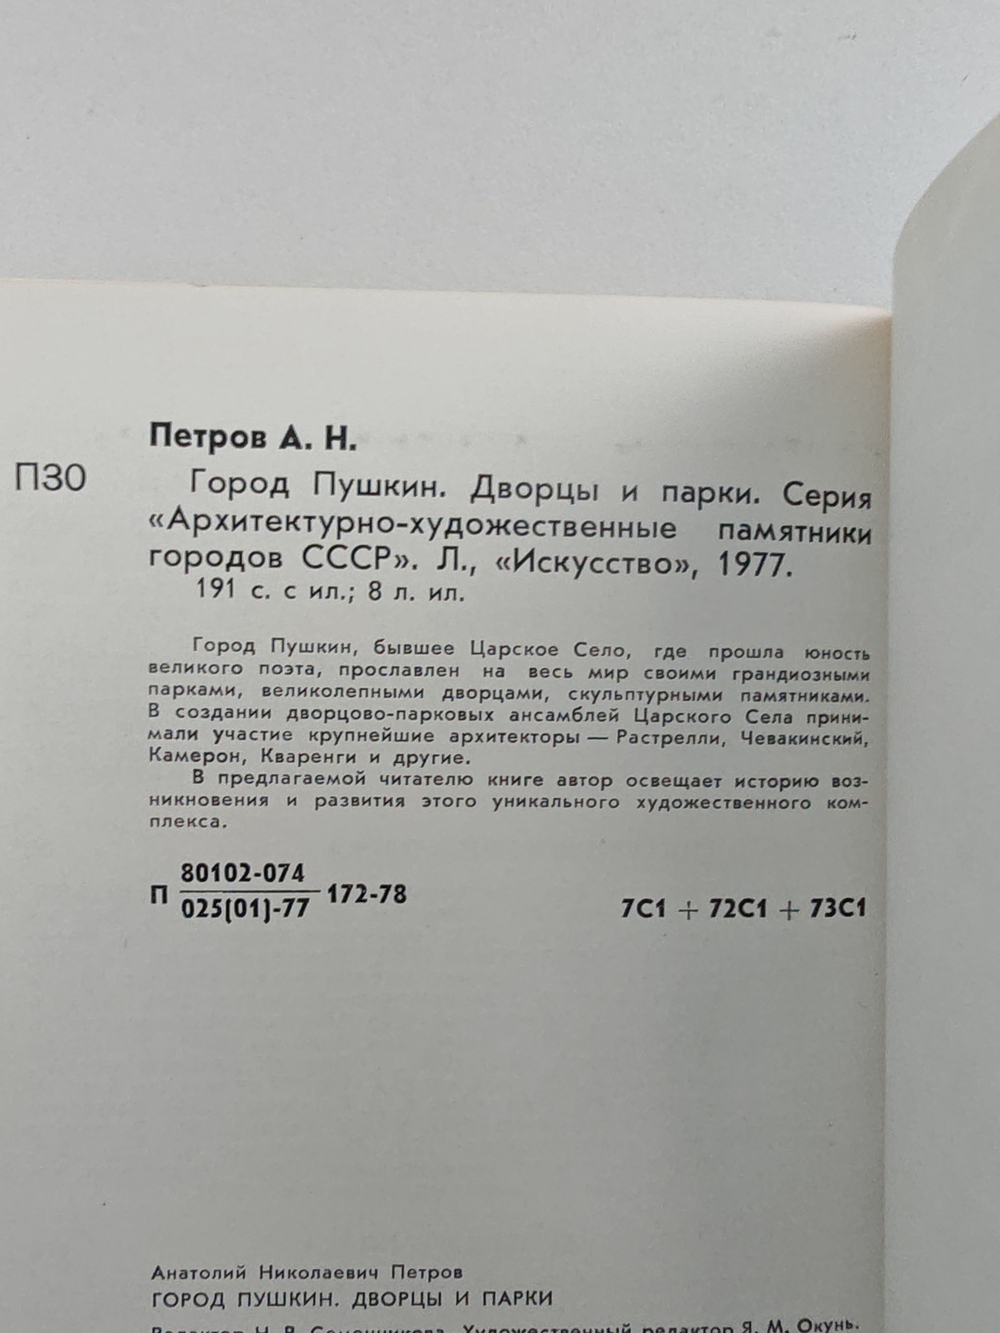 Петров А. Н.
П30
Город Пушкин. Дворцы и парки. Серия
«Архитектурно-художественные памятники
городов СССР». Л., «Искусство», 1977.
191 с. с ил.; 8 л. ил.
Город Пушкин, бывшее Царское Село, где прошла юность
великого поэта, прославлен на весь мир своими грандиозными
парками, великолепными дворцами, скульптурными памятниками.
В создании дворцово-парковых ансамблей Царского Села прини-
мали участие крупнейшие архитекторы — Растрелли, Чевакинский,
Камерон, Кваренги и другие.
В предлагаемой читателю книге автор освещает историю воз-
никновения и развития этого уникального художественного ком-
плекса.
80102-074
П 172-78
025(01)-77
7С1 + 72С1 + 73С1
Анатолий Николаевич Петров
ГОРОД ПУШКИН. ДВОРЦЫ И ПАРКИ
Редактор Н. Художественный редактор Я. М. Окунь.